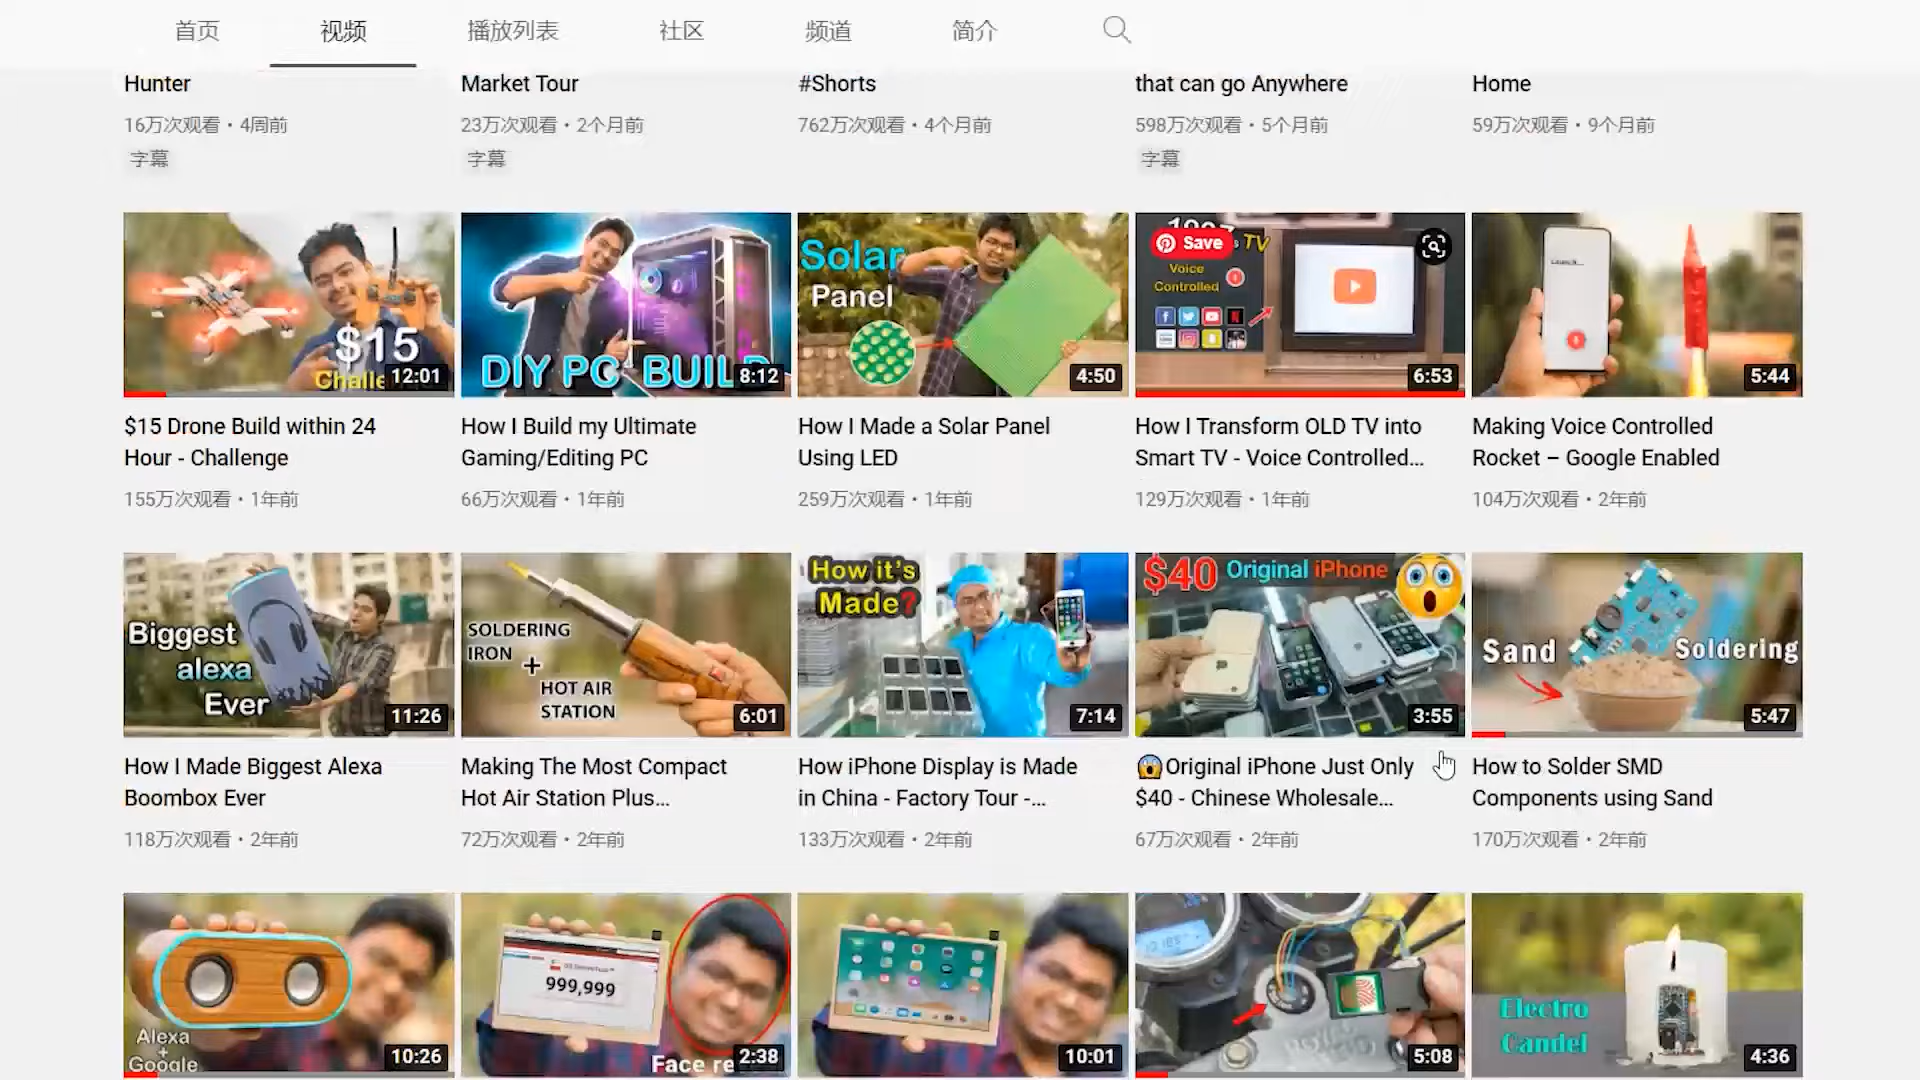 首页 视频 播放列表 社区 频道 简介
Hunter
Market Tour
#Shorts
that can go Anywhere
Home
16万次观看・4周前
23万次观看・2个月前
762万次观看・4个月前
598万次观看・5个月前
59万次观看・9个月前
字幕
字幕
字幕
$15
Challe
12:01
DIY PC BUILD
8:12
Solar
Panel
4:50
Save
TV
Voice
Controlled
6:53
5:44
$15 Drone Build within 24
Hour - Challenge
155万次观看・1年前
How I Build my Ultimate
Gaming/Editing PC
66万次观看・1年前
How I Made a Solar Panel
Using LED
259万次观看・1年前
How I Transform OLD TV into
Smart TV - Voice Controlled...
129万次观看・1年前
Making Voice Controlled
Rocket – Google Enabled
104万次观看・2年前
Biggest
alexa
Ever
11:26
SOLDERING
IRON
+
HOT AIR
STATION
6:01
How it's
Made?
7:14
$40 Original iPhone
3:55
Sand Soldering
5:47
How I Made Biggest Alexa
Boombox Ever
118万次观看・2年前
Making The Most Compact
Hot Air Station Plus...
72万次观看・2年前
How iPhone Display is Made
in China - Factory Tour -...
133万次观看・2年前
😱Original iPhone Just Only
$40 - Chinese Wholesale...
67万次观看・2年前
How to Solder SMD
Components using Sand
170万次观看・2年前
Alexa
+
Google
10:26
999,999
Face re
2:38
10:01
5:08
Electro
Candel
4:36